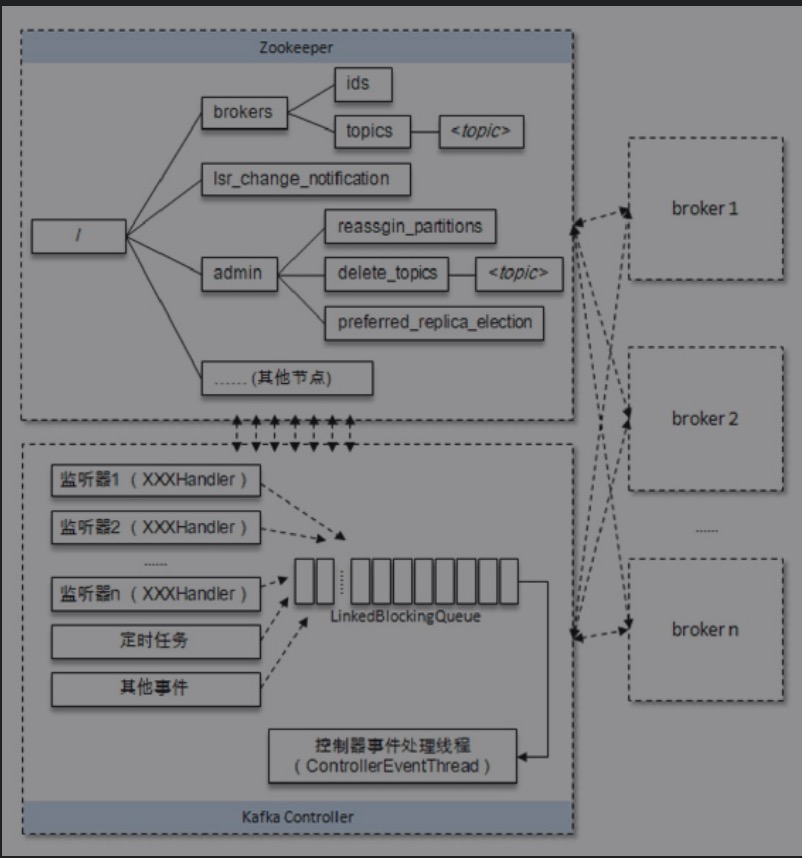 Zookeeper
ids
brokers
topics
<topic>
Isr_change_notification
/
reassgin_partitions
admin
delete_topics
<topic>
preferred_replica_election
...... (其他节点)
broker 1
broker 2
......
broker n
监听器1（XXXHandler）
监听器2（XXXHandler）
......
监听器n（XXXHandler）
定时任务
其他事件
LinkedBlockingQueue
控制器事件处理线程
（ControllerEventThread）
Kafka Controller